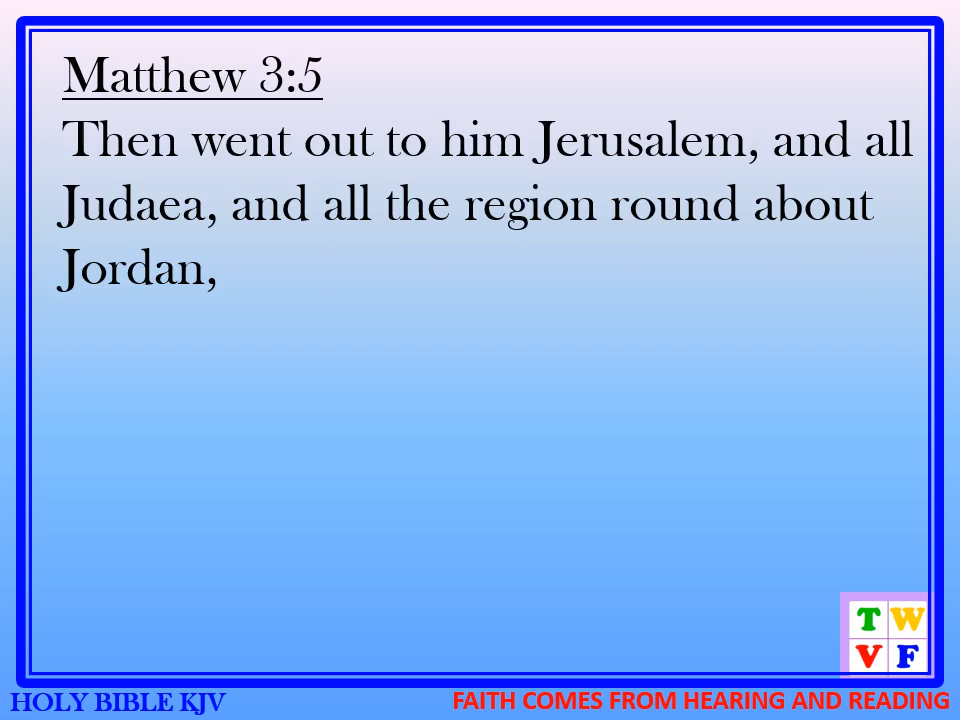 Matthew 3:5
Then went out to him Jerusalem, and all
Judaea, and all the region round about
Jordan,
T W
V F
HOLY BIBLE KJV
FAITH COMES FROM HEARING AND READING